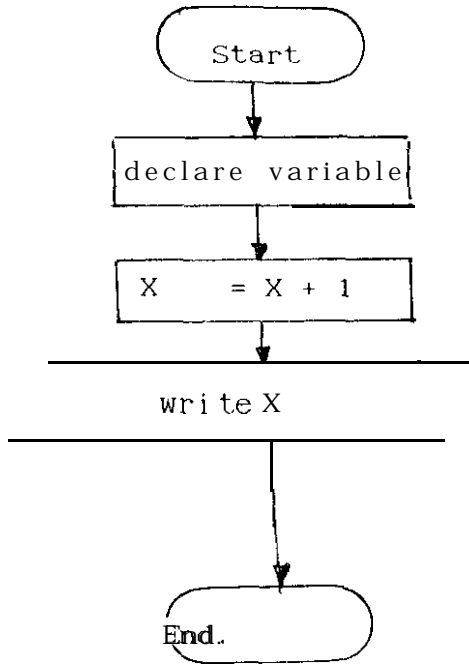 Start
declare variable
X = X + 1
write X
End..